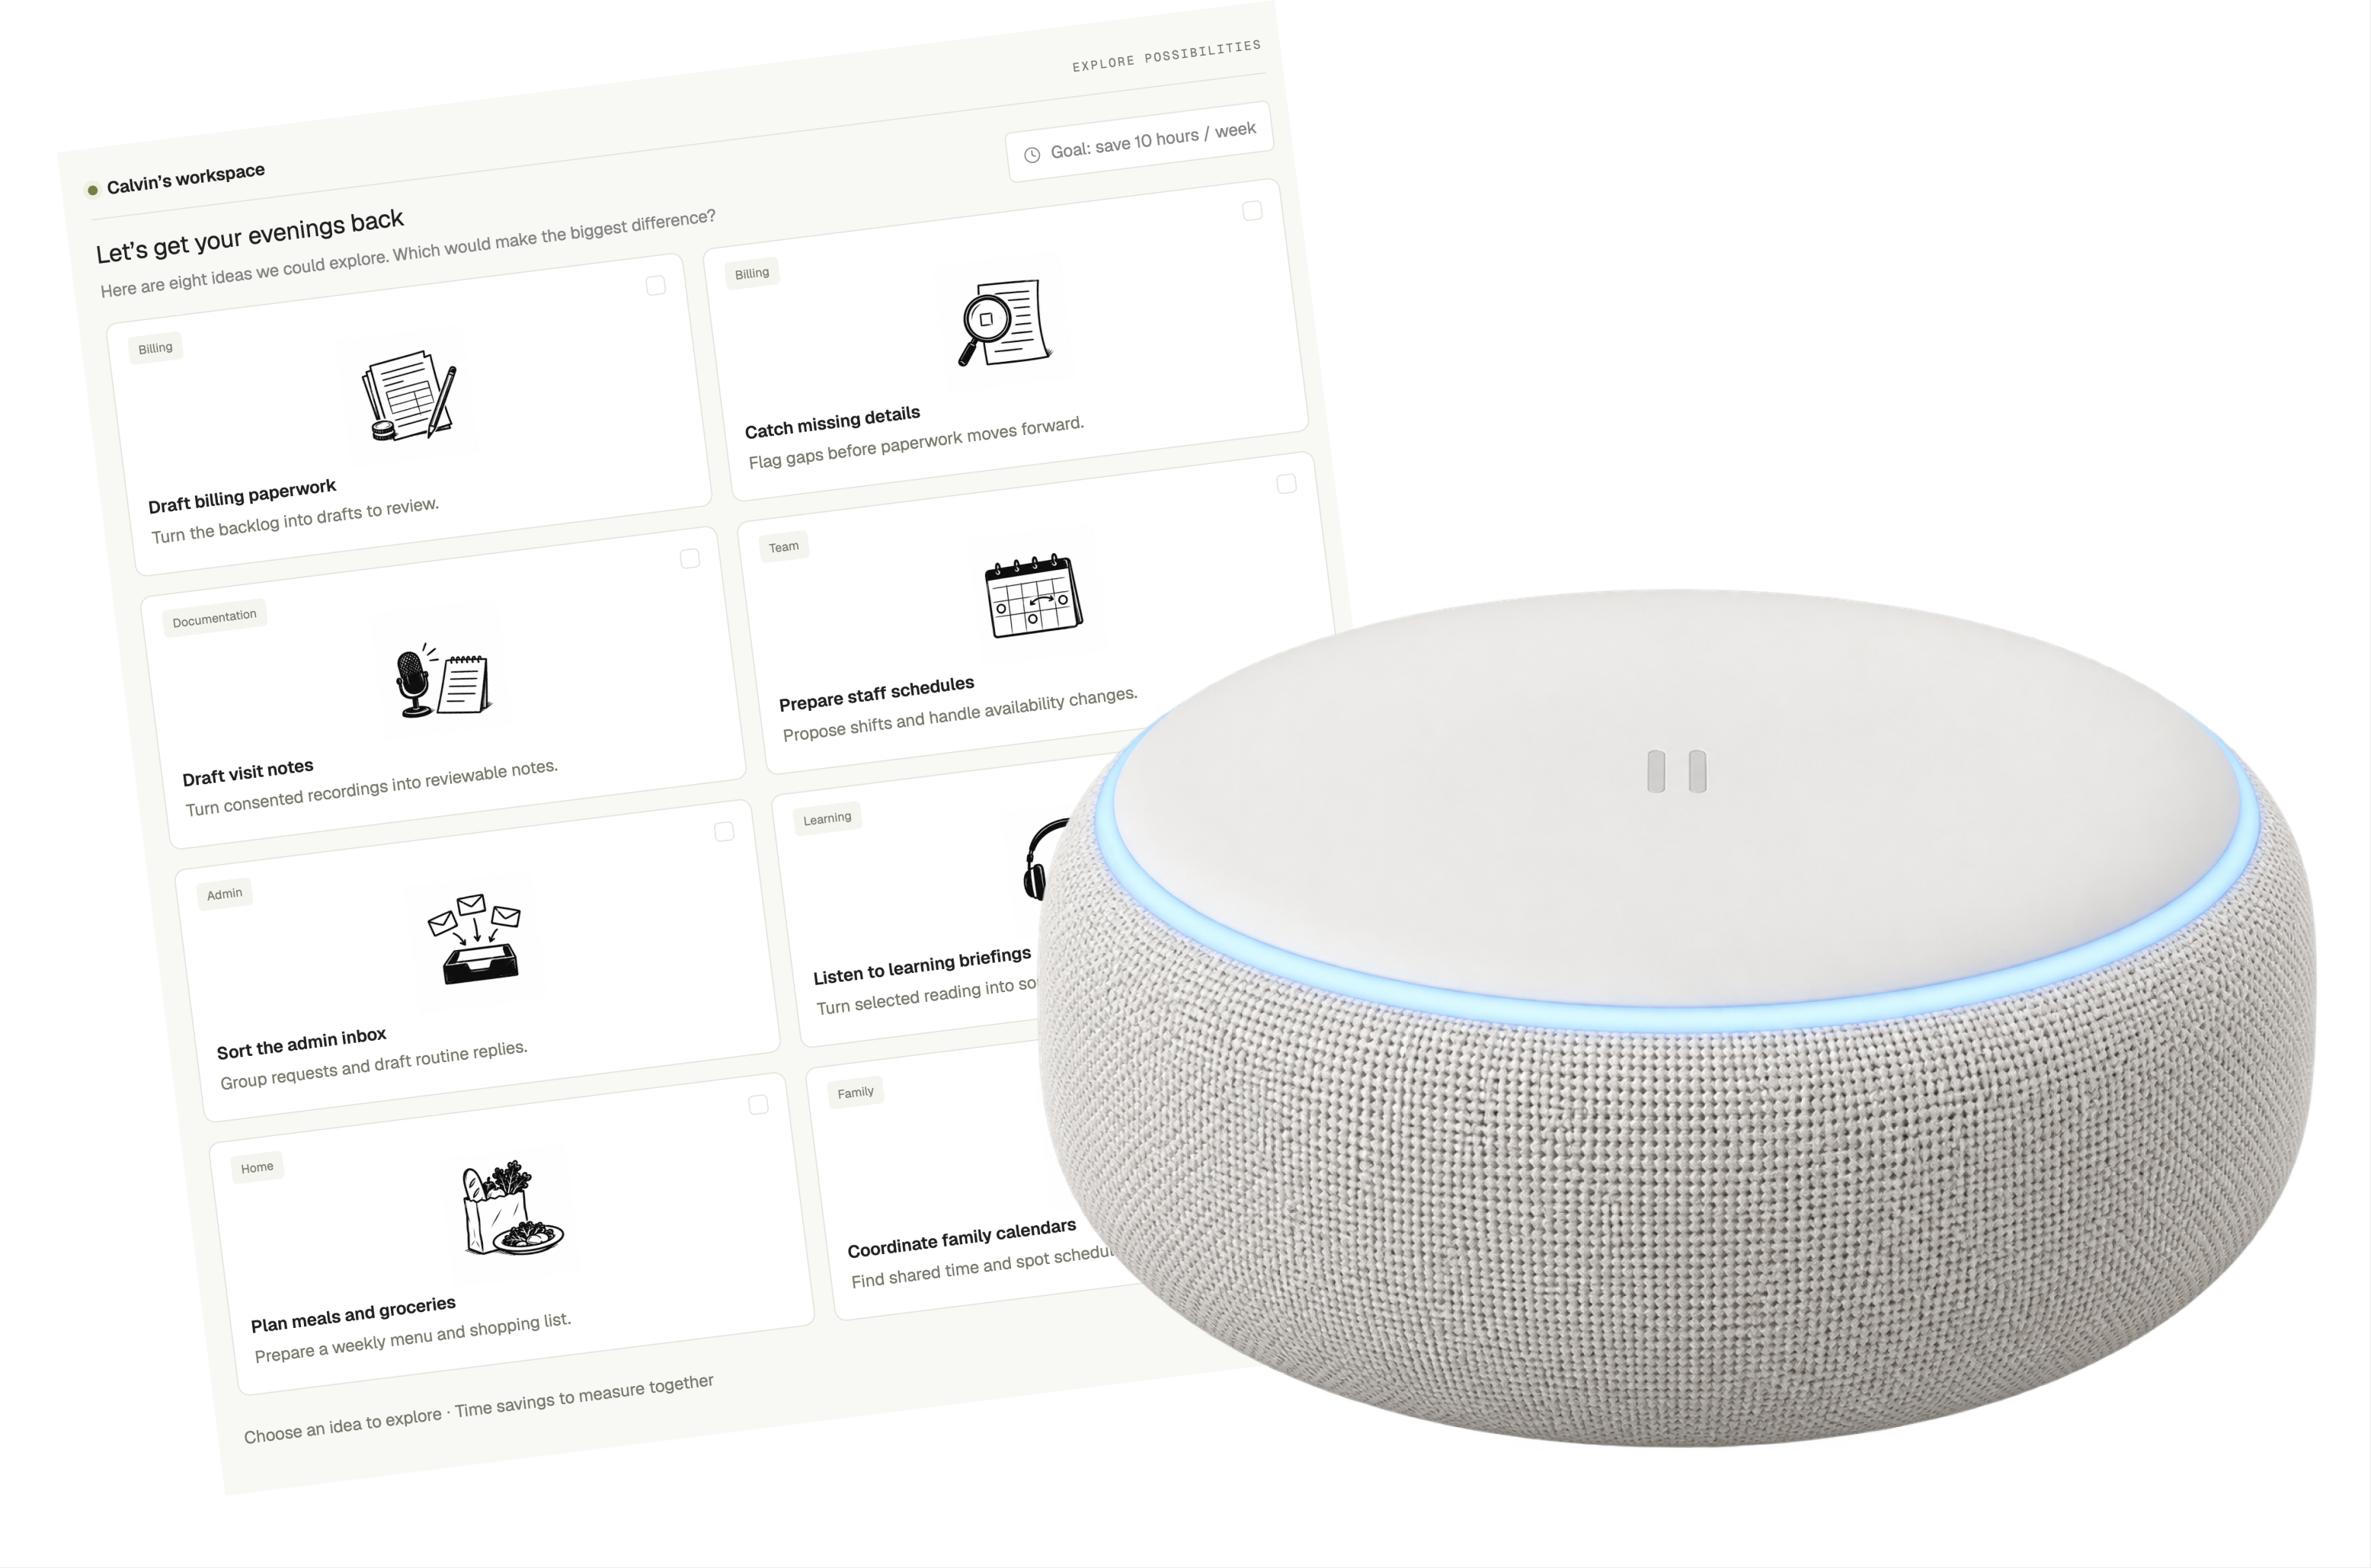 EXPLORE POSSIBILITIES
Calvin's workspace
Goal: save 10 hours / week
Let's get your evenings back
Here are eight ideas we could explore. Which would make the biggest difference?
Billing
Draft billing paperwork
Turn the backlog into drafts to review.
Billing
Catch missing details
Flag gaps before paperwork moves forward.
Documentation
Draft visit notes
Turn consented recordings into reviewable notes.
Team
Prepare staff schedules
Propose shifts and handle availability changes.
Admin
Sort the admin inbox
Group requests and draft routine replies.
Learning
Listen to learning briefings
Turn selected reading into
Home
Plan meals and groceries
Prepare a weekly menu and shopping list.
Family
Coordinate family calendars
Find shared time and spot
Choose an idea to explore · Time savings to measure together